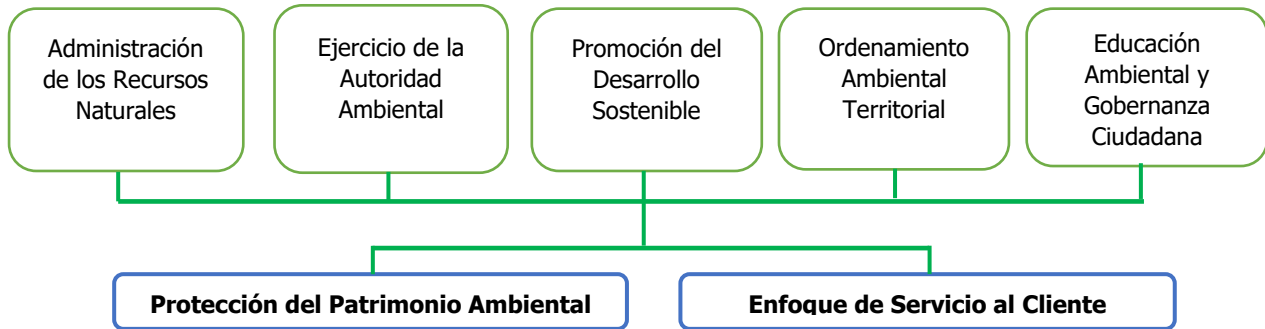 Administración
de los Recursos
Naturales
Ejercicio de la
Autoridad
Ambiental
Promoción del
Desarrollo
Sostenible
Ordenamiento
Ambiental
Territorial
Educación
Ambiental y
Gobernanza
Ciudadana
Protección del Patrimonio Ambiental
Enfoque de Servicio al Cliente